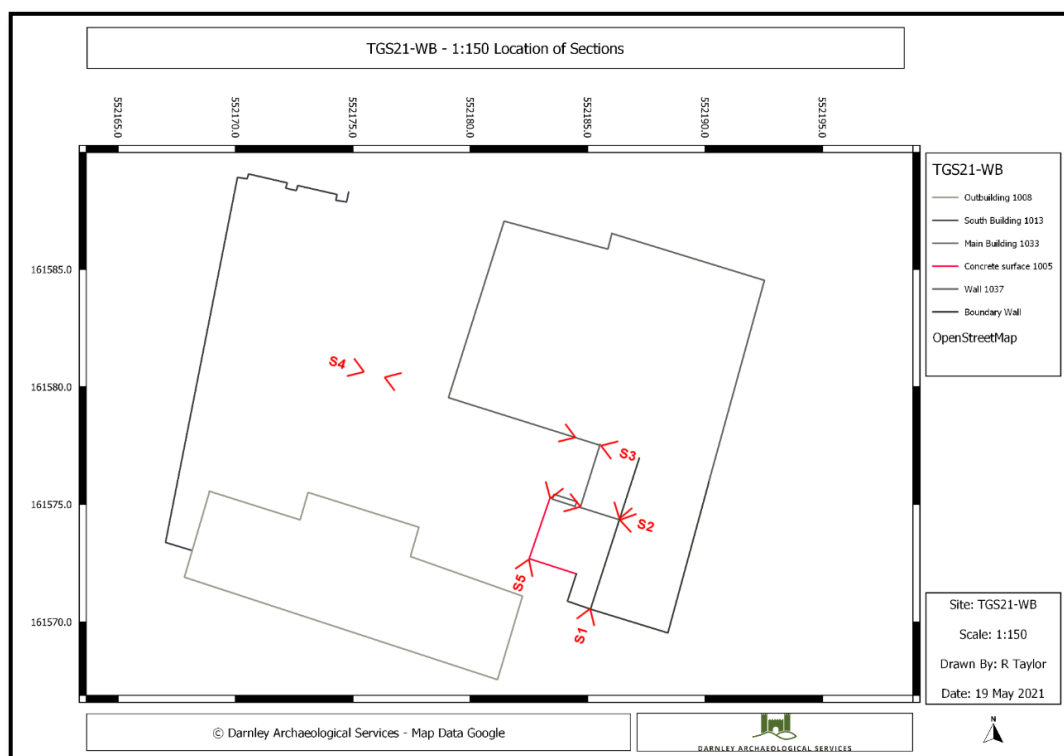 TGS21-WB - 1:150 Location of Sections
552165.0 552170.0 552175.0 552180.0 552185.0 552190.0 552195.0
161585.0
161580.0
161575.0
161570.0
S4
S3
S2
S5
S1
TGS21-WB
Outbuilding 1008
South Building 1013
Main Building 1033
Concrete surface 1005
Wall 1037
Boundary Wall
OpenStreetMap
Site: TGS21-WB
Scale: 1:150
Drawn By: R Taylor
Date: 19 May 2021
© Darnley Archaeological Services - Map Data Google
DARNLEY ARCHAEOLOGICAL SERVICES
N